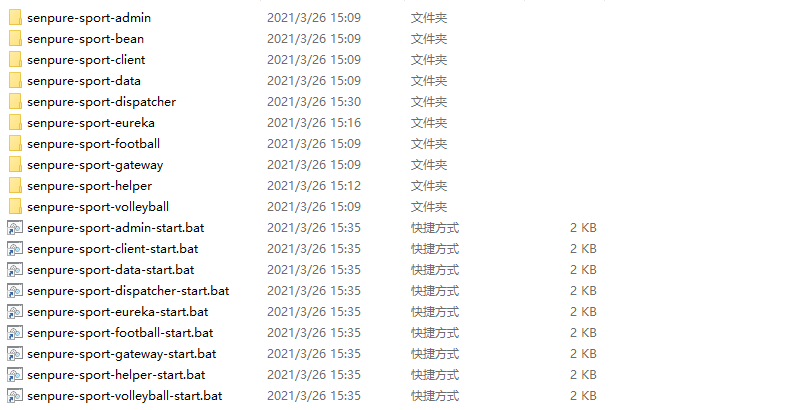 senpure-sport-admin 2021/3/26 15:09 文件夹
senpure-sport-bean 2021/3/26 15:09 文件夹
senpure-sport-client 2021/3/26 15:09 文件夹
senpure-sport-data 2021/3/26 15:09 文件夹
senpure-sport-dispatcher 2021/3/26 15:30 文件夹
senpure-sport-eureka 2021/3/26 15:16 文件夹
senpure-sport-football 2021/3/26 15:09 文件夹
senpure-sport-gateway 2021/3/26 15:09 文件夹
senpure-sport-helper 2021/3/26 15:12 文件夹
senpure-sport-volleyball 2021/3/26 15:09 文件夹
senpure-sport-admin-start.bat 2021/3/26 15:35 快捷方式 2 KB
senpure-sport-client-start.bat 2021/3/26 15:35 快捷方式 2 KB
senpure-sport-data-start.bat 2021/3/26 15:35 快捷方式 2 KB
senpure-sport-dispatcher-start.bat 2021/3/26 15:35 快捷方式 2 KB
senpure-sport-eureka-start.bat 2021/3/26 15:35 快捷方式 2 KB
senpure-sport-football-start.bat 2021/3/26 15:35 快捷方式 2 KB
senpure-sport-gateway-start.bat 2021/3/26 15:35 快捷方式 2 KB
senpure-sport-helper-start.bat 2021/3/26 15:35 快捷方式 2 KB
senpure-sport-volleyball-start.bat 2021/3/26 15:35 快捷方式 2 KB